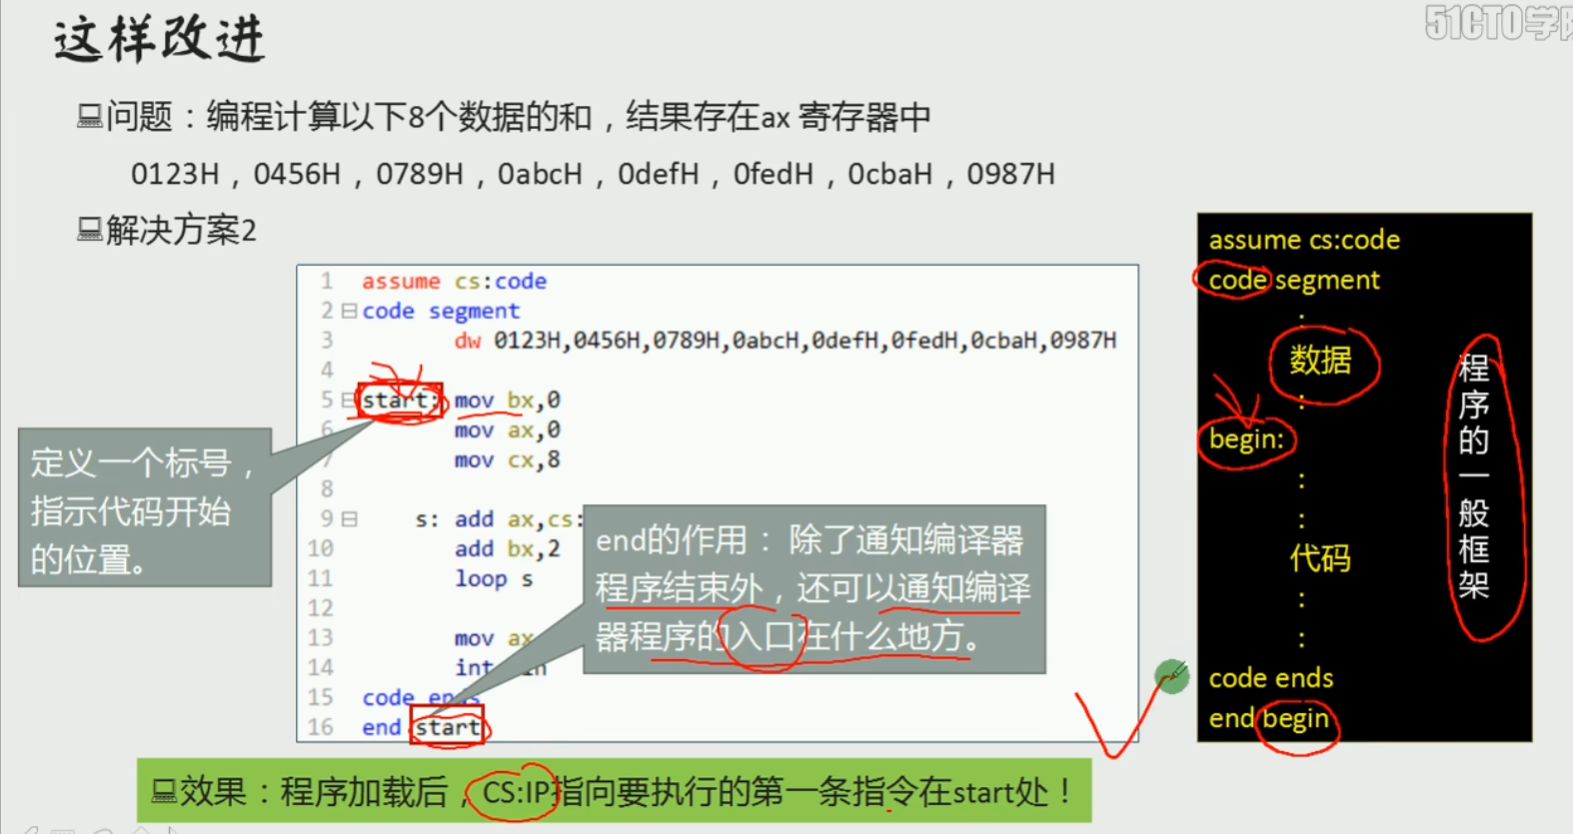 这样改进
51CTO学院
问题：编程计算以下8个数据的和，结果存在ax 寄存器中
0123H，0456H，0789H，0abcH，0defH，0fedH，0cbaH，0987H
解决方案2
1 assume cs:code
2 code segment
3 dw 0123H,0456H,0789H,0abcH,0defH,0fedH,0cbaH,0987H
4
5 start: mov bx,0
6 mov ax,0
7 mov cx,8
8
9 s: add ax,cs:
10 add bx,2
11 loop s
12
13 mov ax
14 int
15 code ends
16 end start
定义一个标号，
指示代码开始
的位置。
end的作用： 除了通知编译器
程序结束外，还可以通知编译
器程序的入口在什么地方。
assume cs:code
code segment
:
数据
:
begin:
:
:
代码
:
:
code ends
end begin
程序的一般框架
效果：程序加载后，CS:IP指向要执行的第一条指令在start处！